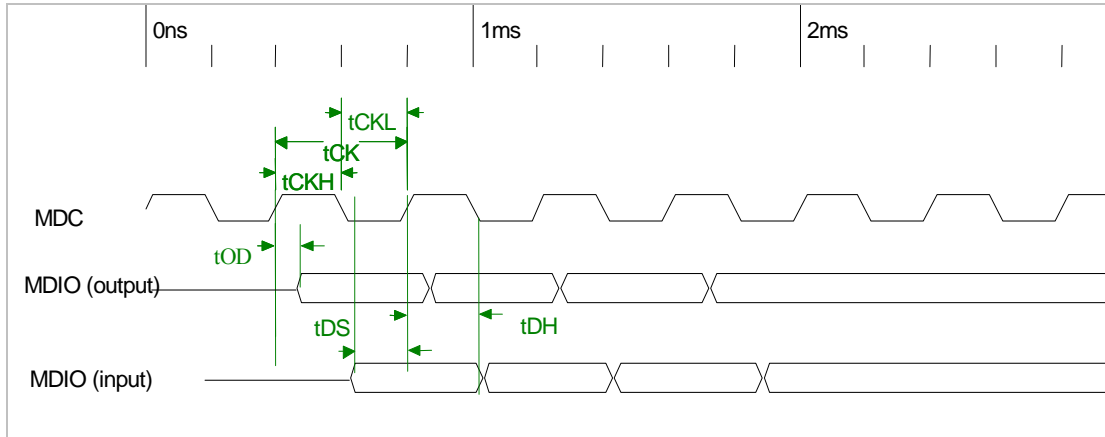 0ns
1ms
2ms
tCKL
tCK
tCKH
MDC
tOD
MDIO (output)
tDS
tDH
MDIO (input)